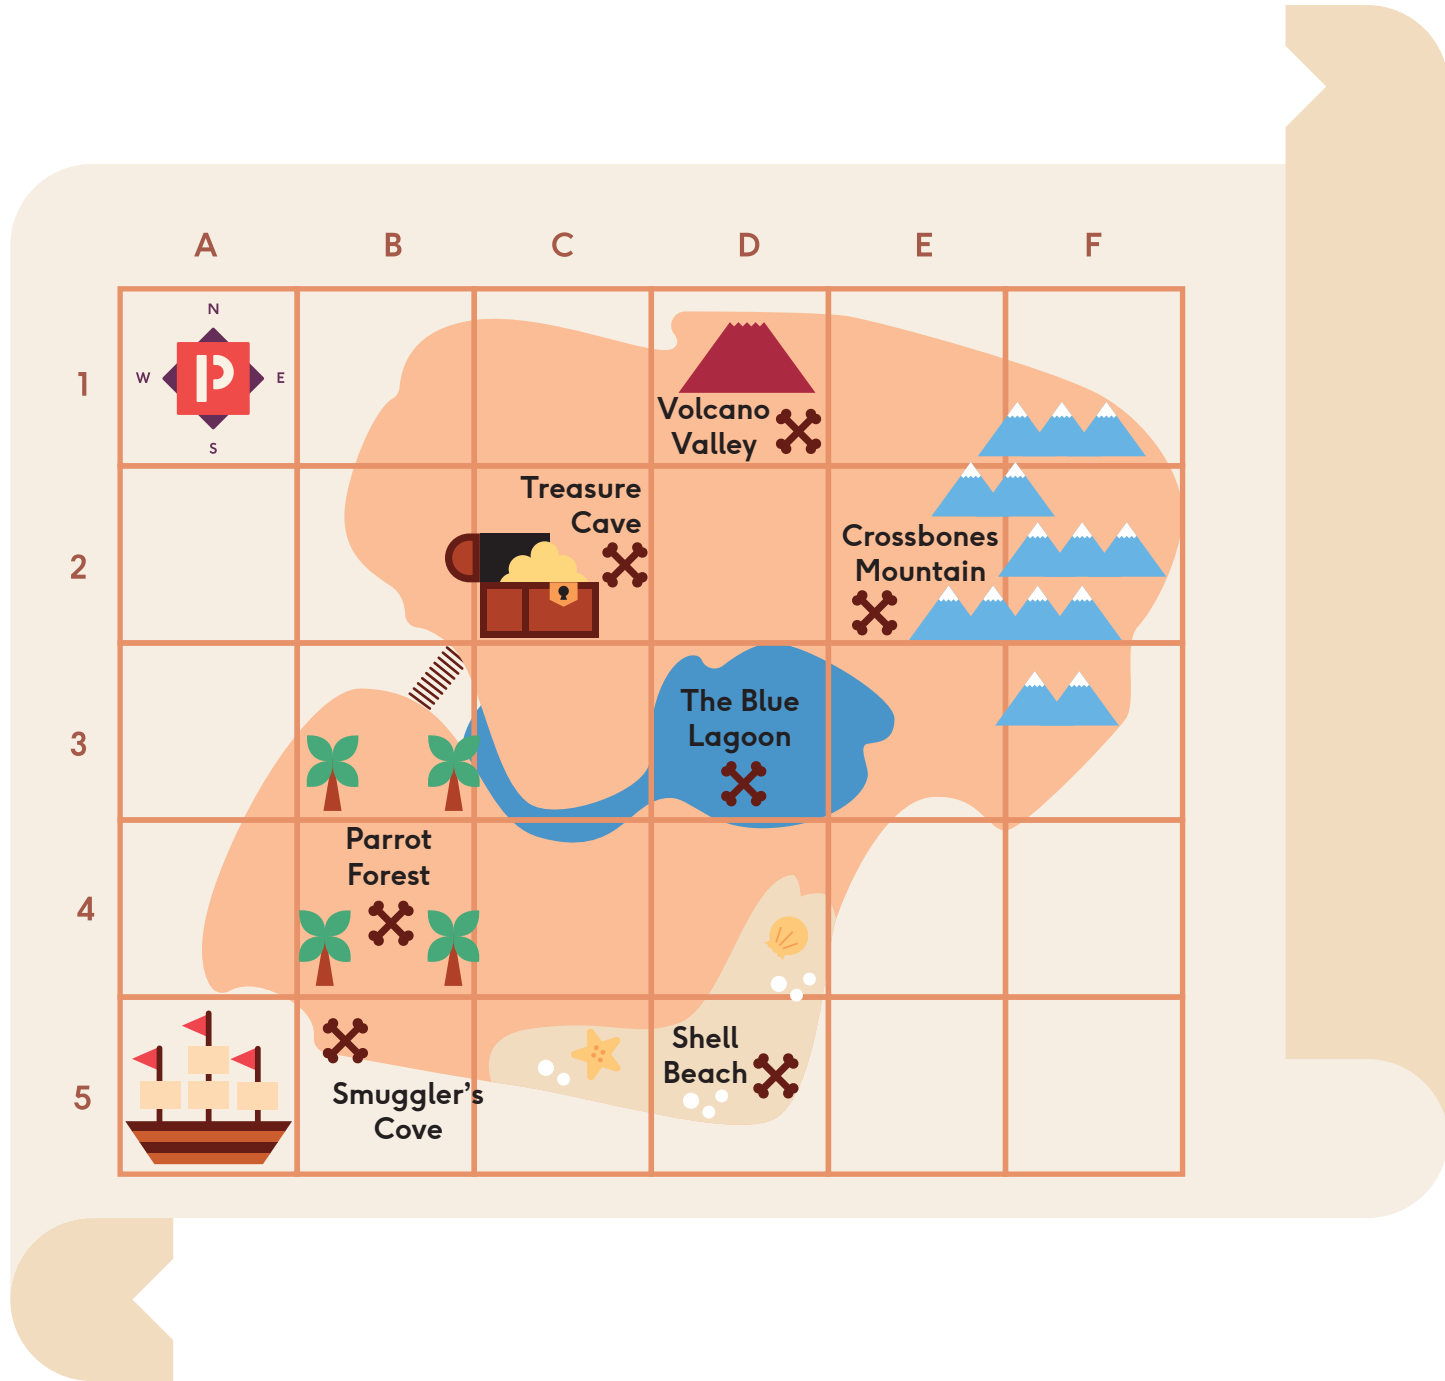 A B C D E F
N
W E
S
1
Volcano
Valley
Treasure
Cave
2
Crossbones
Mountain
3
The Blue
Lagoon
Parrot
Forest
4
5
Shell
Beach
Smuggler’s
Cove